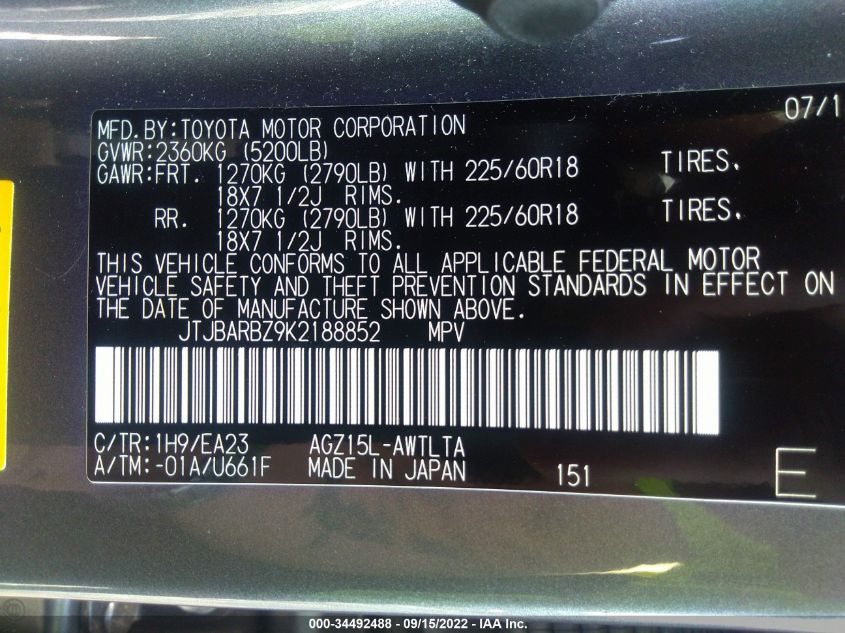 07/1
MFD.BY:TOYOTA MOTOR CORPORATION
GVWR:2360KG (5200LB)
GAWR:FRT. 1270KG (2790LB) WITH 225/60R18 TIRES.
18X7 1/2J RIMS.
RR. 1270KG (2790LB) WITH 225/60R18 TIRES.
18X7 1/2J RIMS.
THIS VEHICLE CONFORMS TO ALL APPLICABLE FEDERAL MOTOR
VEHICLE SAFETY AND THEFT PREVENTION STANDARDS IN EFFECT ON
THE DATE OF MANUFACTURE SHOWN ABOVE.
JTJBARBZ9K2188852 MPV
C/TR:1H9/EA23 AGZ15L-AWTLTA
A/TM:-01A/U661F MADE IN JAPAN 151 E
000-34492488 - 09/15/2022 - IAA Inc.